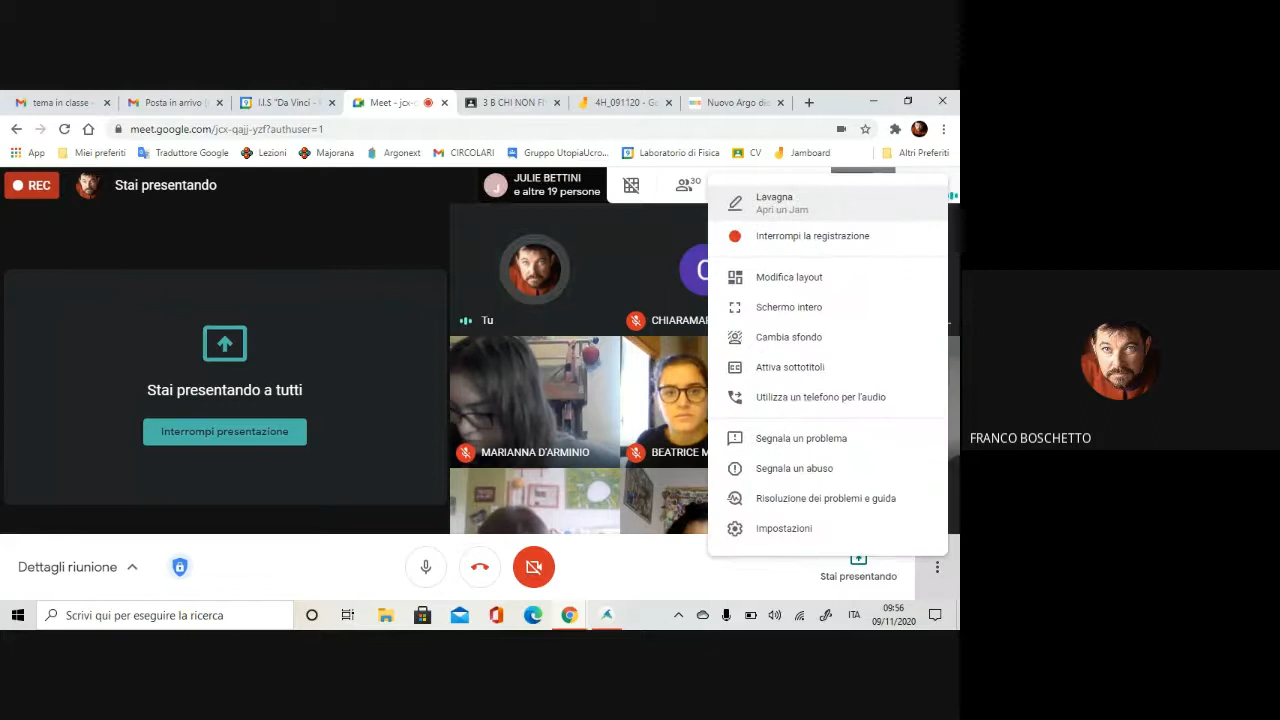 tema in classe -
Posta in arrivo (
I.I.S "Da Vinci -
Meet - jcx-q
3 B CHI NON FI
4H_091120 - Go
Nuovo Argo di
meet.google.com/jcx-qajj-yzf?authuser=1
App
Miei preferiti
Traduttore Google
Lezioni
Majorana
Argonext
CIRCOLARI
Gruppo UtopiaUcro...
Laboratorio di Fisica
CV
Jamboard
Altri Preferiti
REC
Stai presentando
JULIE BETTINI
e altre 19 persone
30
Lavagna
Apri un Jam
Interrompi la registrazione
Modifica layout
Schermo intero
Cambia sfondo
Attiva sottotitoli
Utilizza un telefono per l'audio
Segnala un problema
Segnala un abuso
Risoluzione dei problemi e guida
Impostazioni
Stai presentando a tutti
Interrompi presentazione
Tu
C
CHIARAMA
MARIANNA D'ARMINIO
BEATRICE M
FRANCO BOSCHETTO
Dettagli riunione
Stai presentando
Scrivi qui per eseguire la ricerca
ITA
09:56
09/11/2020